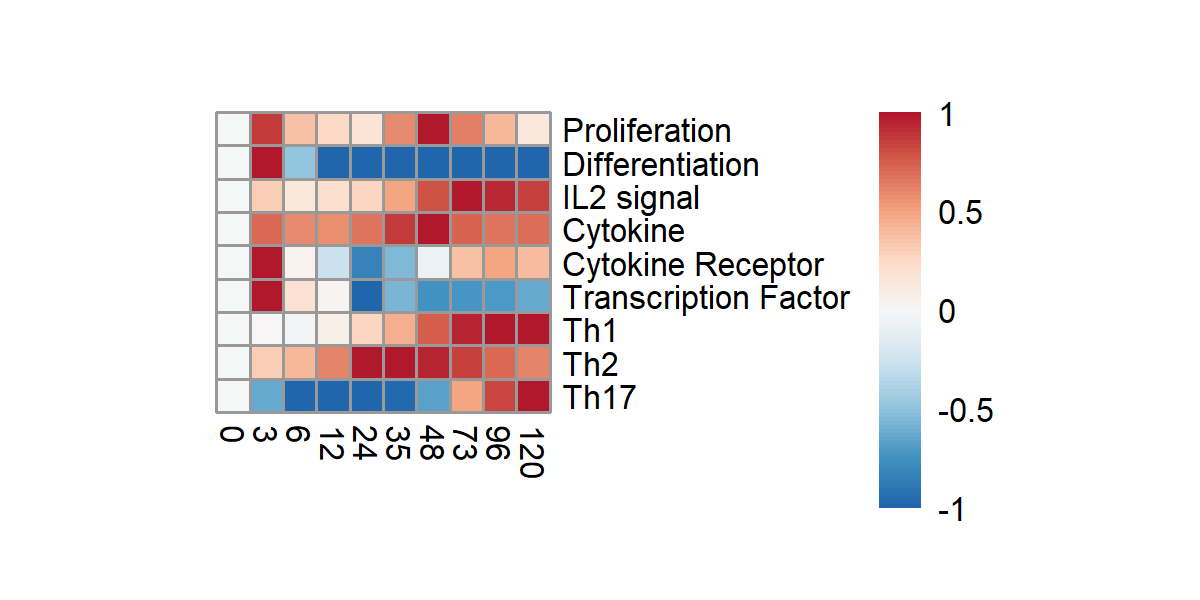 Proliferation
Differentiation
IL2 signal
Cytokine
Cytokine Receptor
Transcription Factor
Th1
Th2
Th17
0
3
6
12
24
35
48
73
96
120
1
0.5
0
-0.5
-1